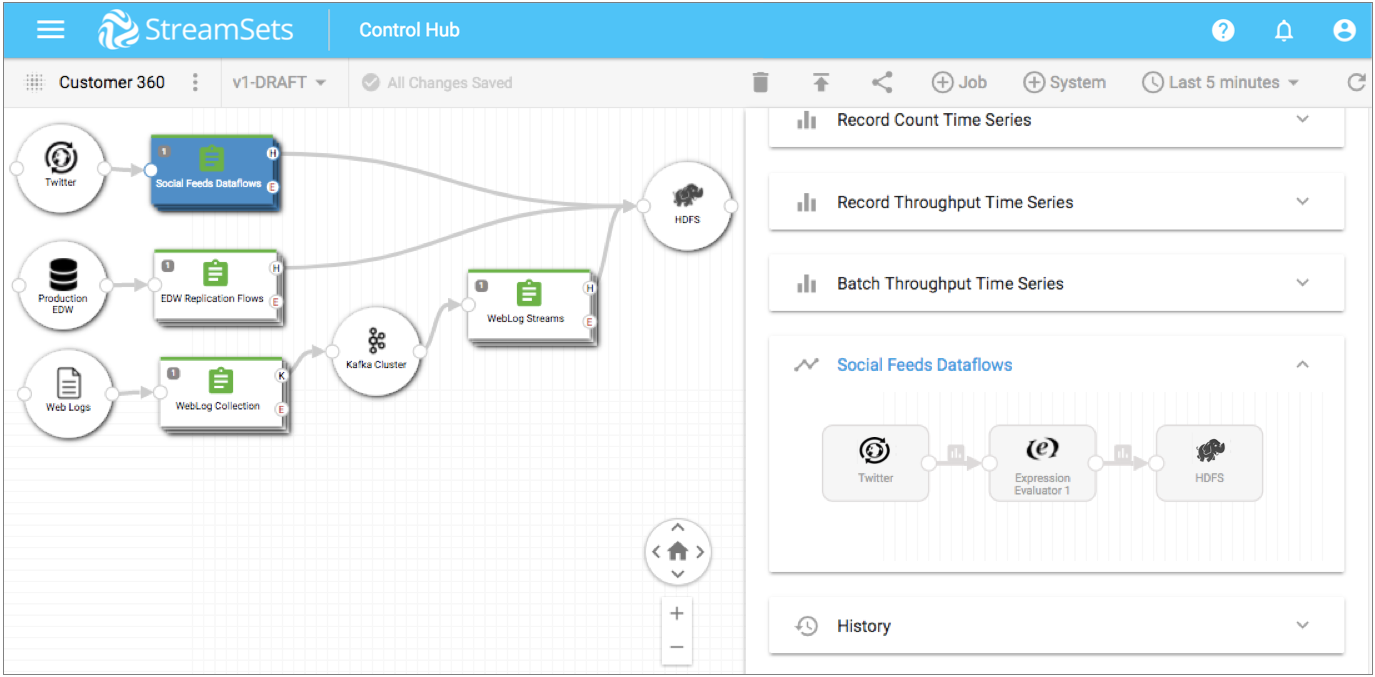 StreamSets
Control Hub
?
Customer 360
v1-DRAFT
All Changes Saved
Job
System
Last 5 minutes
Twitter
1
Social Feeds Dataflows
H
E
HDFS
Production
EDW
1
EDW Replication Flows
H
E
Web Logs
1
WebLog Collection
K
E
Kafka Cluster
1
WebLog Streams
H
E
+
−
Record Count Time Series
Record Throughput Time Series
Batch Throughput Time Series
Social Feeds Dataflows
Twitter
(e)
Expression
Evaluator 1
HDFS
History